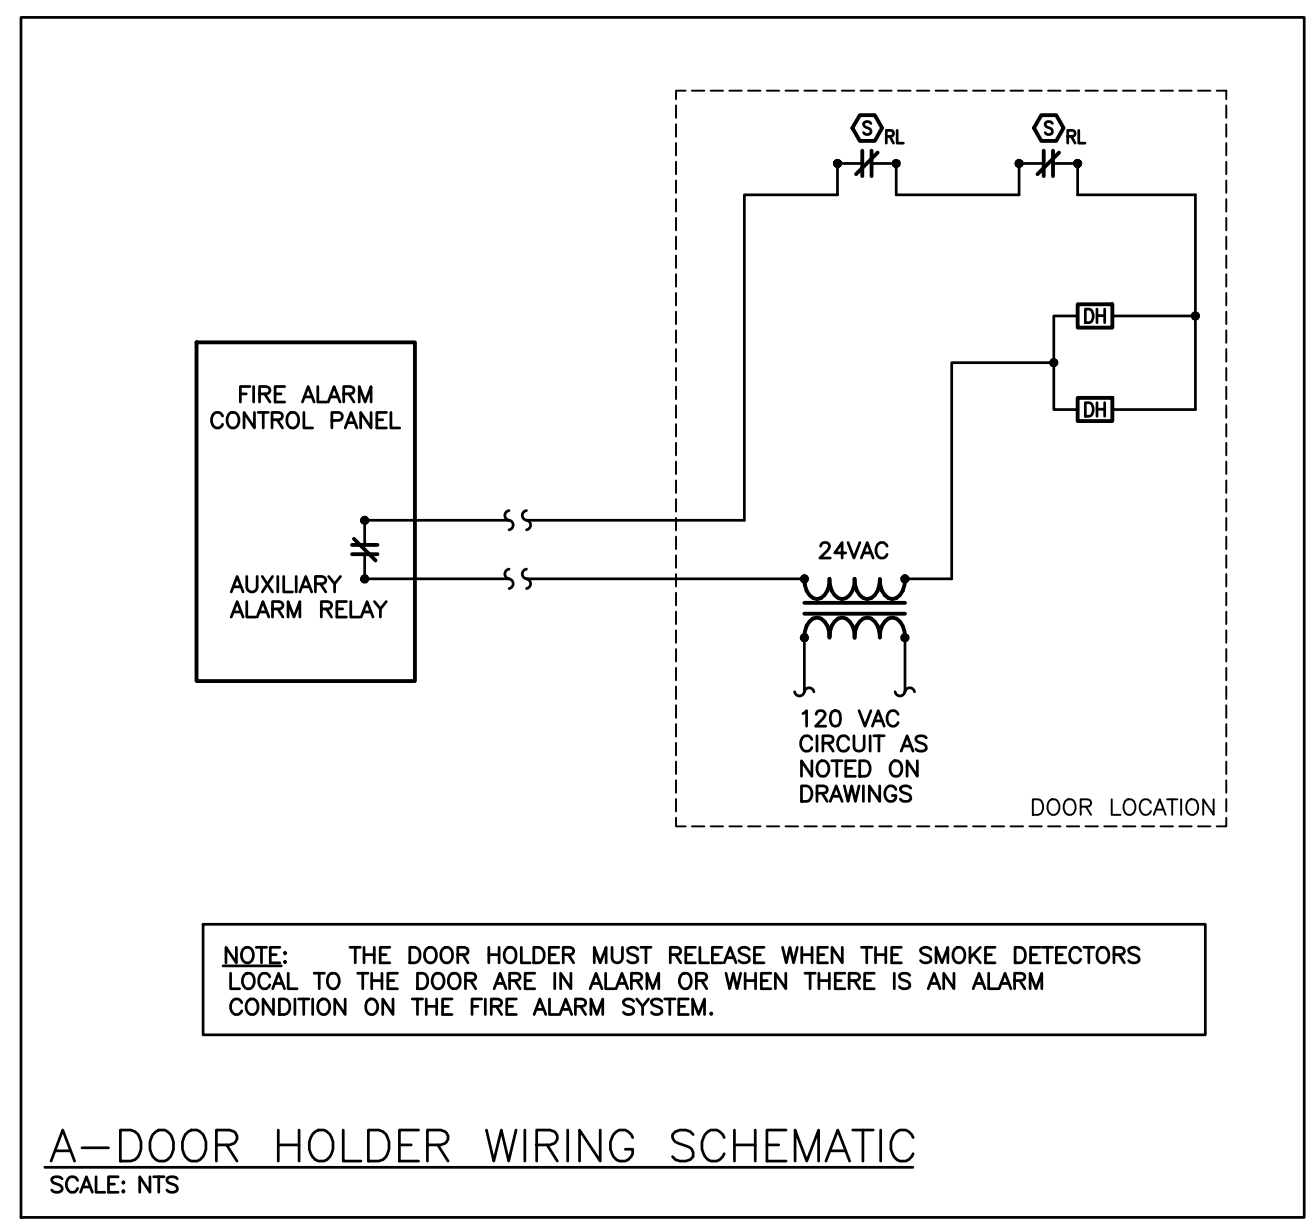 S RL S RL
DH
DH
FIRE ALARM
CONTROL PANEL
AUXILIARY
ALARM RELAY
24VAC
120 VAC
CIRCUIT AS
NOTED ON
DRAWINGS
DOOR LOCATION
NOTE: THE DOOR HOLDER MUST RELEASE WHEN THE SMOKE DETECTORS
LOCAL TO THE DOOR ARE IN ALARM OR WHEN THERE IS AN ALARM
CONDITION ON THE FIRE ALARM SYSTEM.
A-DOOR HOLDER WIRING SCHEMATIC
SCALE: NTS